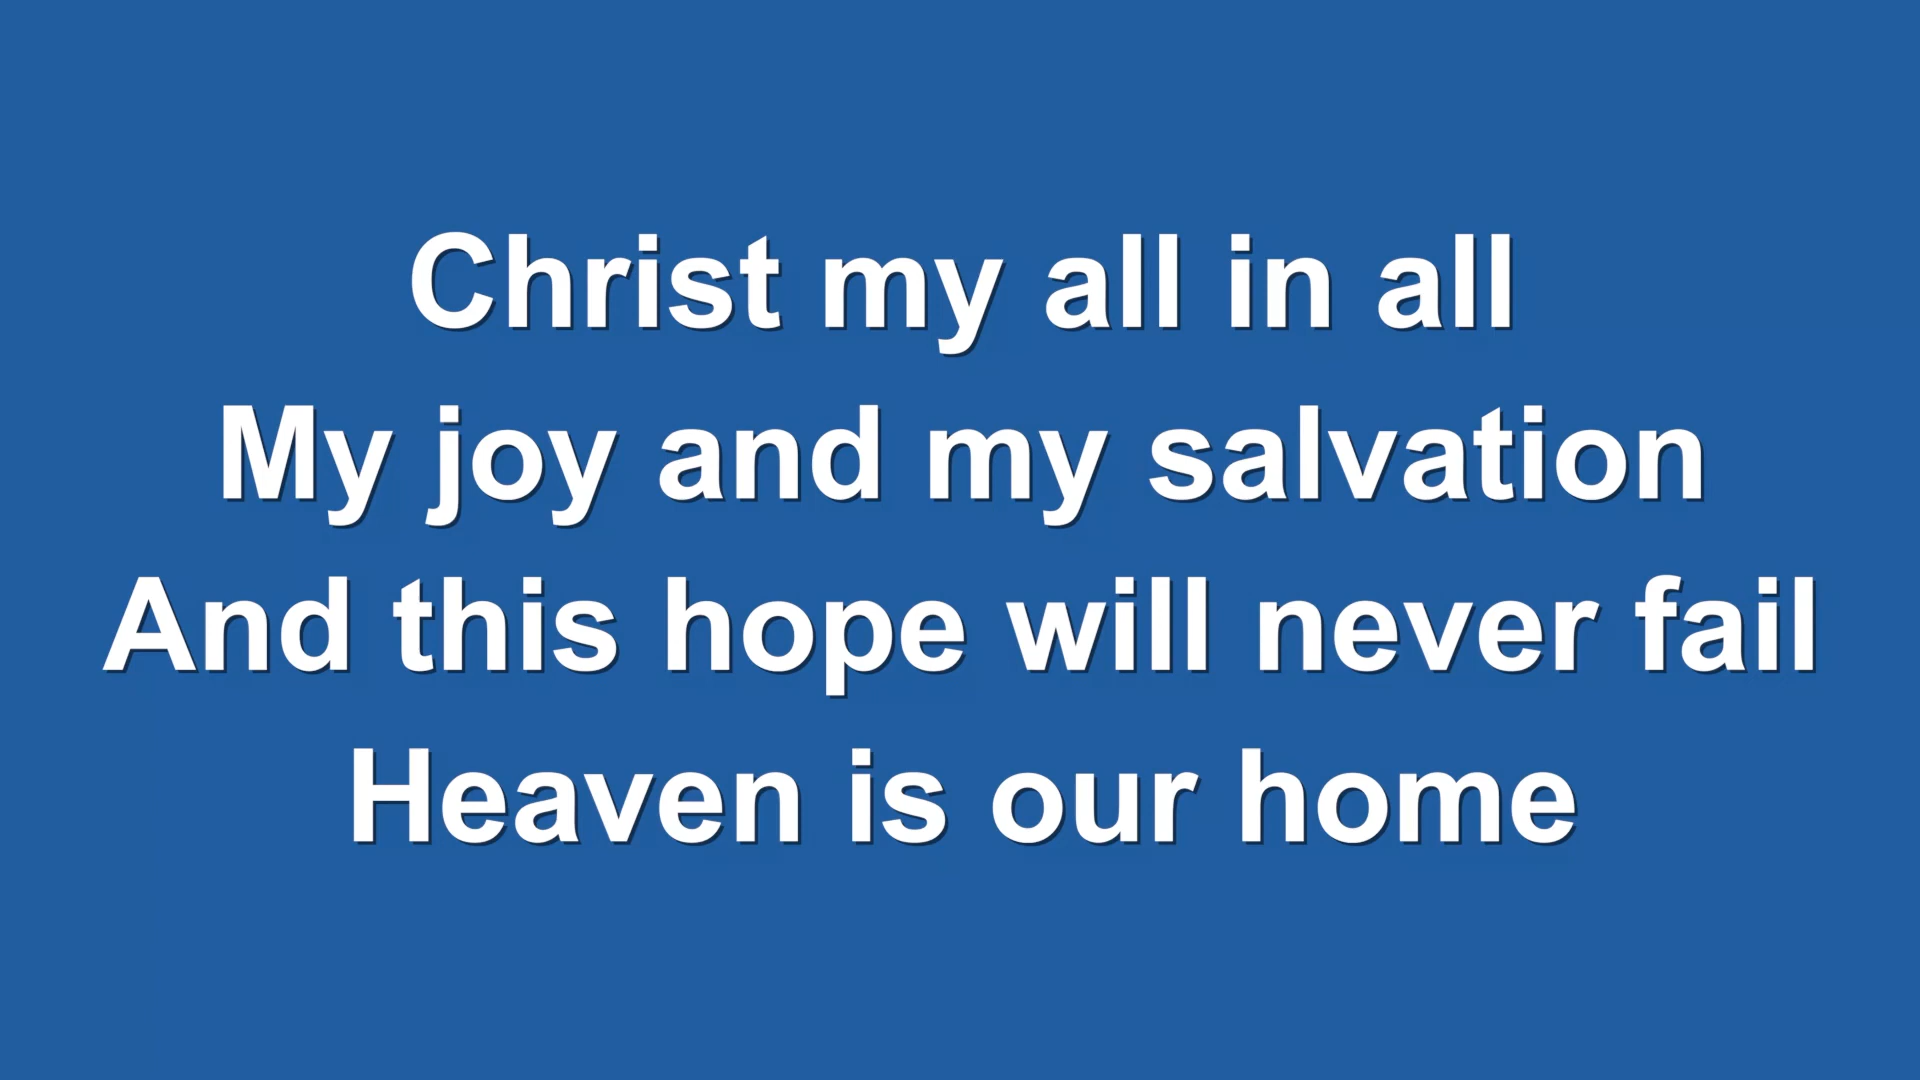 Christ my all in all
My joy and my salvation
And this hope will never fail
Heaven is our home